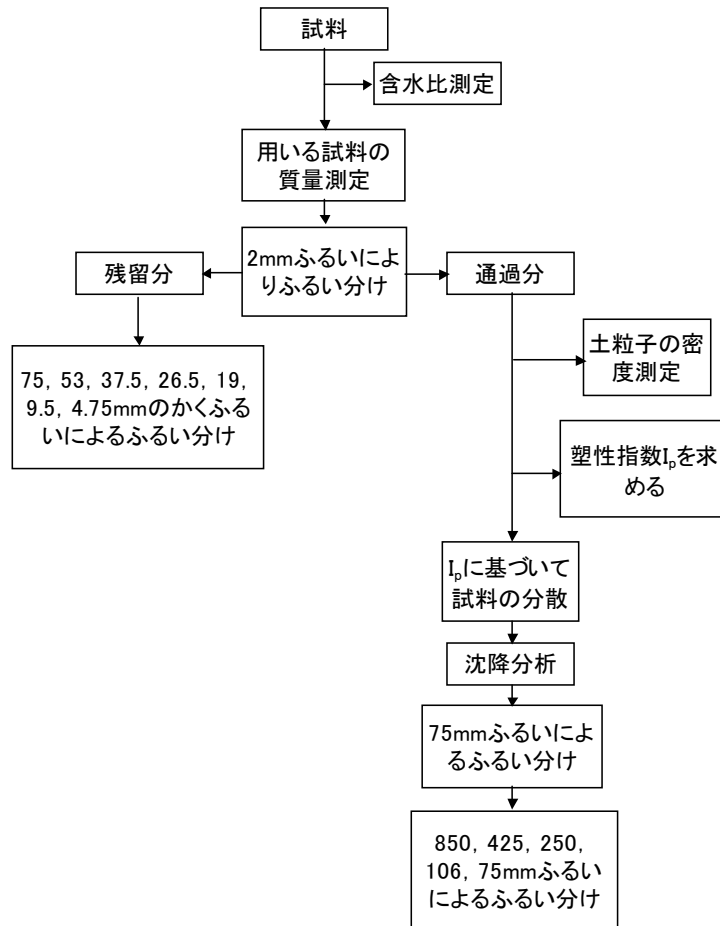 試料
含水比測定
用いる試料の
質量測定
2mmふるいによ
りふるい分け
残留分
通過分
75, 53, 37.5, 26.5, 19,
9.5, 4.75mmのかくふる
いによるふるい分け
土粒子の密
度測定
塑性指数Ipを求
める
Ipに基づいて
試料の分散
沈降分析
75mmふるいによ
るふるい分け
850, 425, 250,
106, 75mmふるい
によるふるい分け